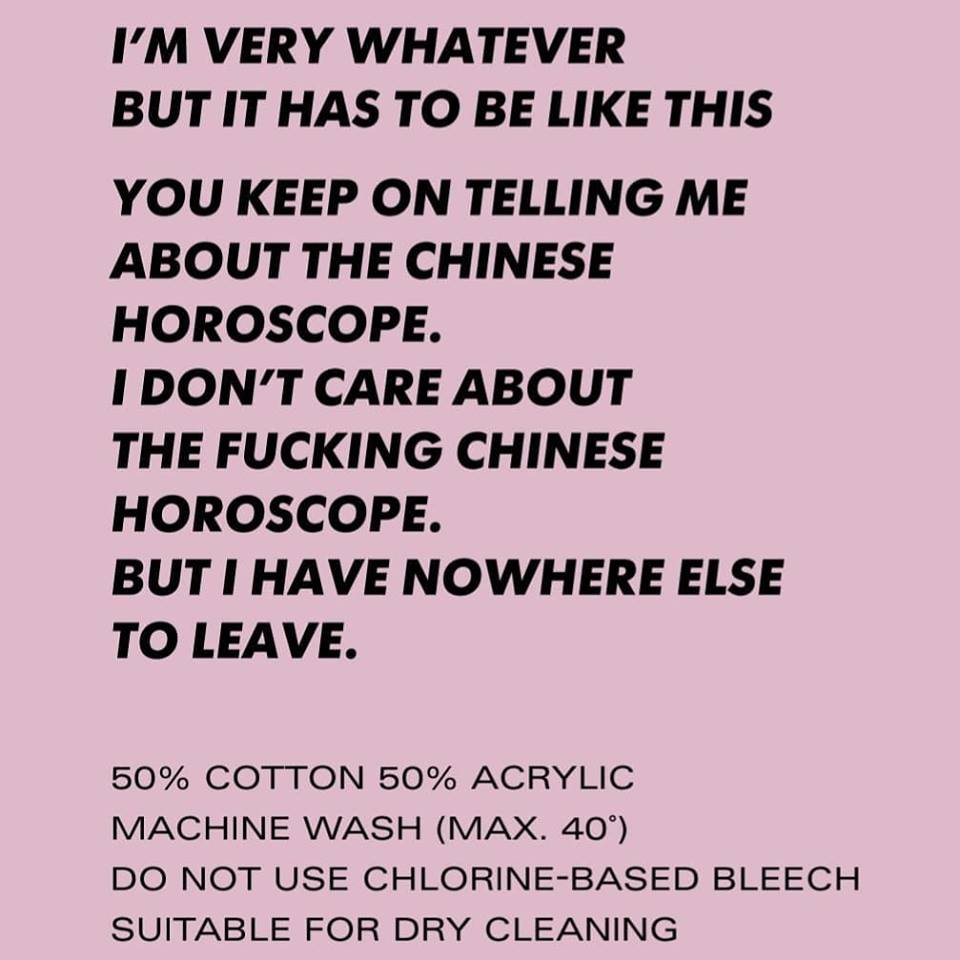 I'M VERY WHATEVER
BUT IT HAS TO BE LIKE THIS
YOU KEEP ON TELLING ME
ABOUT THE CHINESE
HOROSCOPE.
I DON'T CARE ABOUT
THE FUCKING CHINESE
HOROSCOPE.
BUT I HAVE NOWHERE ELSE
TO LEAVE.
50% COTTON 50% ACRYLIC
MACHINE WASH (MAX. 40°)
DO NOT USE CHLORINE-BASED BLEECH
SUITABLE FOR DRY CLEANING